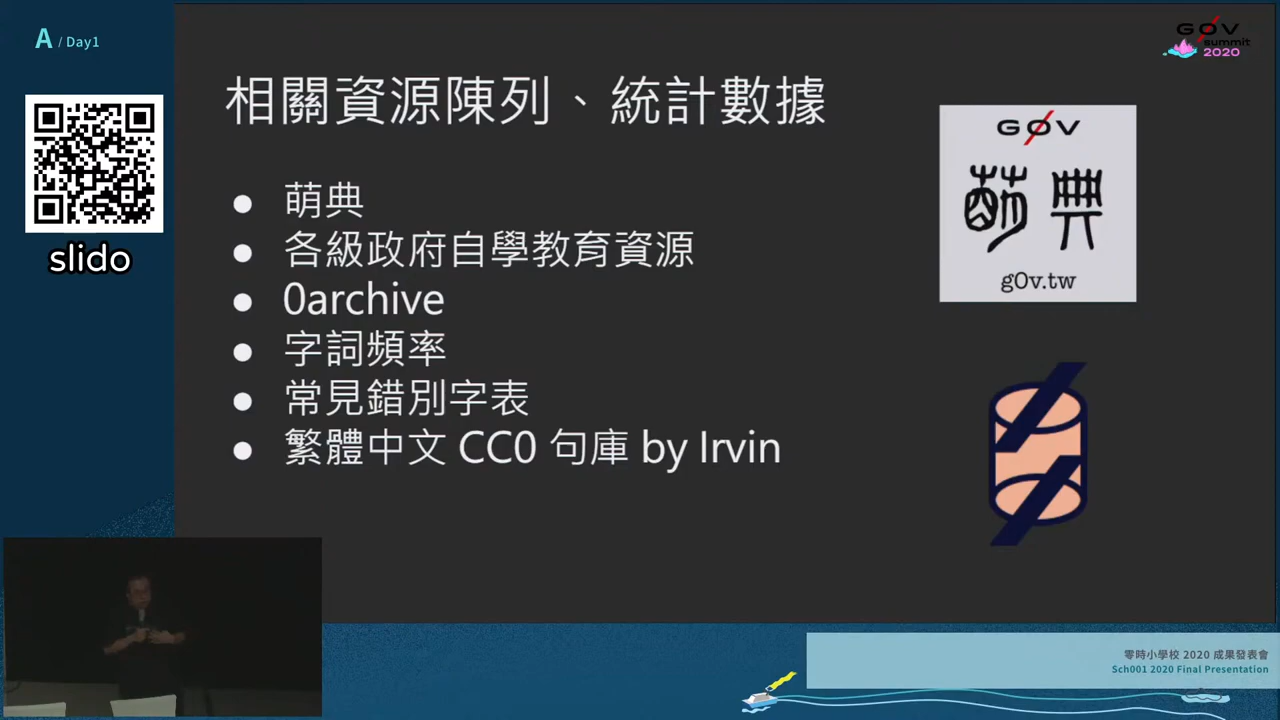 A / Day1
GØV
summit
2020
slido
相關資源陳列、統計數據
萌典
各級政府自學教育資源
0archive
字詞頻率
常見錯別字表
繁體中文 CC0 句庫 by Irvin
GØV
萌典
g0v.tw
零時小學校 2020 成果發表會
Sch001 2020 Final Presentation